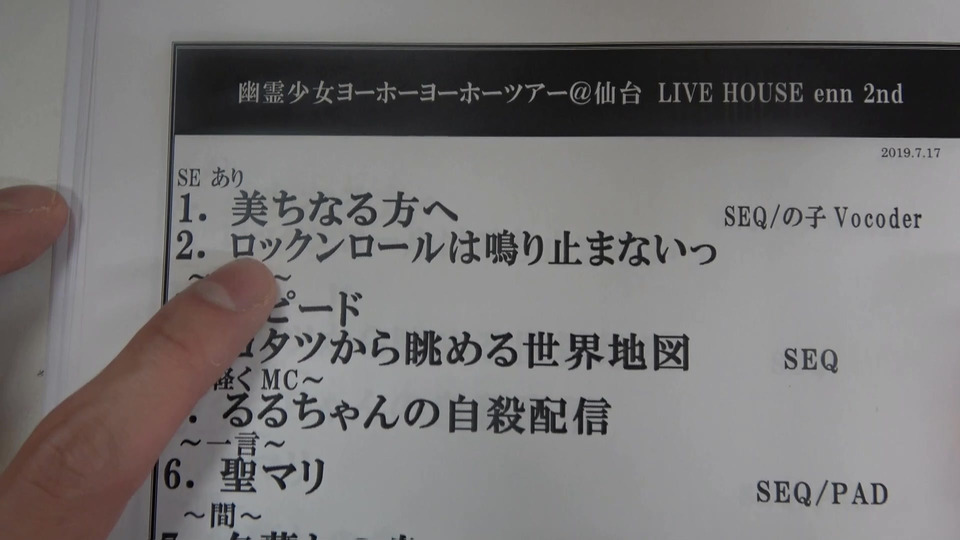 幽霊少女ヨーホーヨーホーツアー@仙台 LIVE HOUSE enn 2nd
2019.7.17
SE あり
1. 美ちなる方へ SEQ/の子 Vocoder
2. ロックンロールは鳴り止まないっ
～ ～
ピード
タツから眺める世界地図 SEQ
軽く MC～
. るるちゃんの自殺配信
～一言～
6. 聖マリ SEQ/PAD
～間～
7.